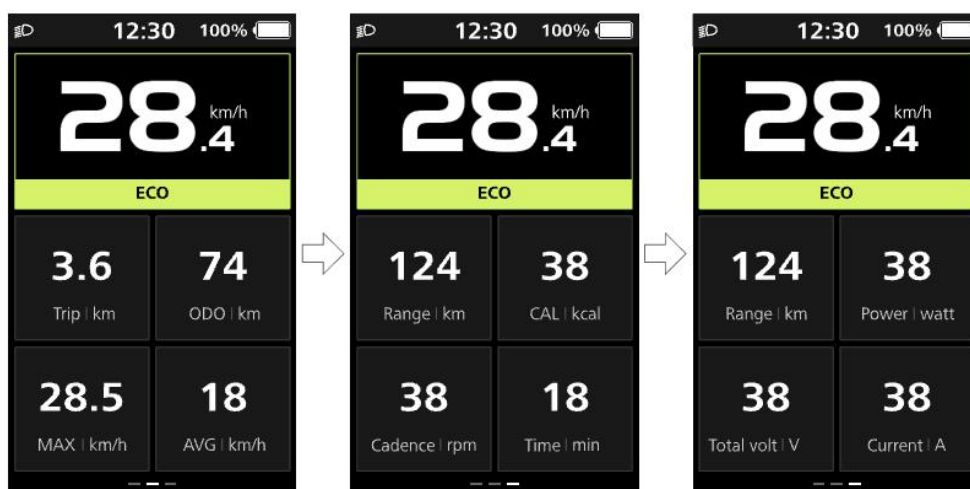 12:30 100%
28.4 km/h
ECO
3.6 74
Trip | km ODO | km
28.5 18
MAX | km/h AVG | km/h
12:30 100%
28.4 km/h
ECO
124 38
Range | km CAL | kcal
38 18
Cadence | rpm Time | min
12:30 100%
28.4 km/h
ECO
124 38
Range | km Power | watt
38 38
Total volt | V Current | A